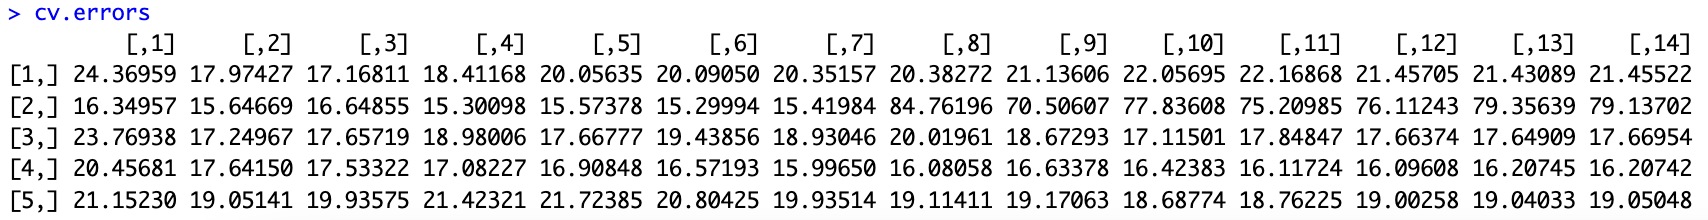 > cv.errors
[,1] [,2] [,3] [,4] [,5] [,6] [,7] [,8] [,9] [,10] [,11] [,12] [,13] [,14]
[1,] 24.36959 17.97427 17.16811 18.41168 20.05635 20.09050 20.35157 20.38272 21.13606 22.05695 22.16868 21.45705 21.43089 21.45522
[2,] 16.34957 15.64669 16.64855 15.30098 15.57378 15.29994 15.41984 84.76196 70.50607 77.83608 75.20985 76.11243 79.35639 79.13702
[3,] 23.76938 17.24967 17.65719 18.98006 17.66777 19.43856 18.93046 20.01961 18.67293 17.11501 17.84847 17.66374 17.64909 17.66954
[4,] 20.45681 17.64150 17.53322 17.08227 16.90848 16.57193 15.99650 16.08058 16.63378 16.42383 16.11724 16.09608 16.20745 16.20742
[5,] 21.15230 19.05141 19.93575 21.42321 21.72385 20.80425 19.93514 19.11411 19.17063 18.68774 18.76225 19.00258 19.04033 19.05048